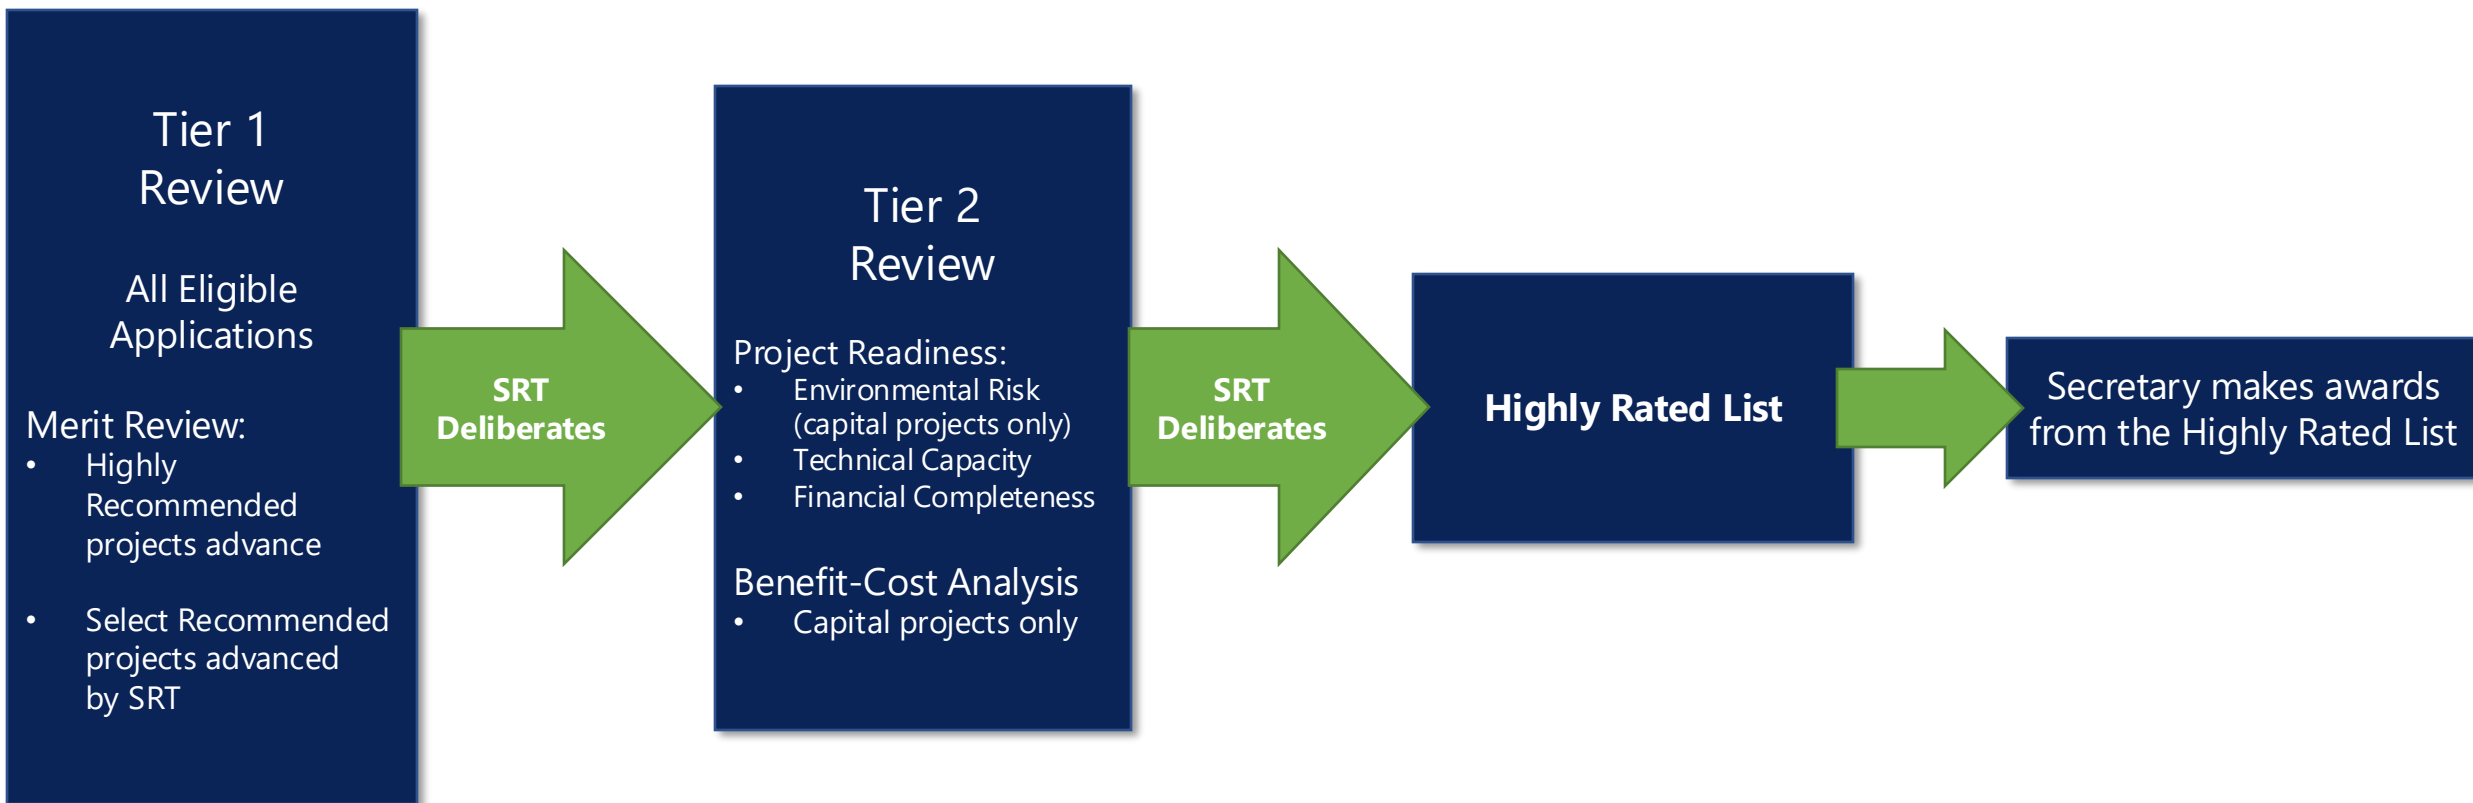 Tier 1
Review
All Eligible
Applications
Merit Review:
• Highly
Recommended
projects advance
• Select Recommended
projects advanced
by SRT
SRT
Deliberates
Tier 2
Review
Project Readiness:
• Environmental Risk
(capital projects only)
• Technical Capacity
• Financial Completeness
Benefit-Cost Analysis
• Capital projects only
SRT
Deliberates
Highly Rated List
Secretary makes awards
from the Highly Rated List